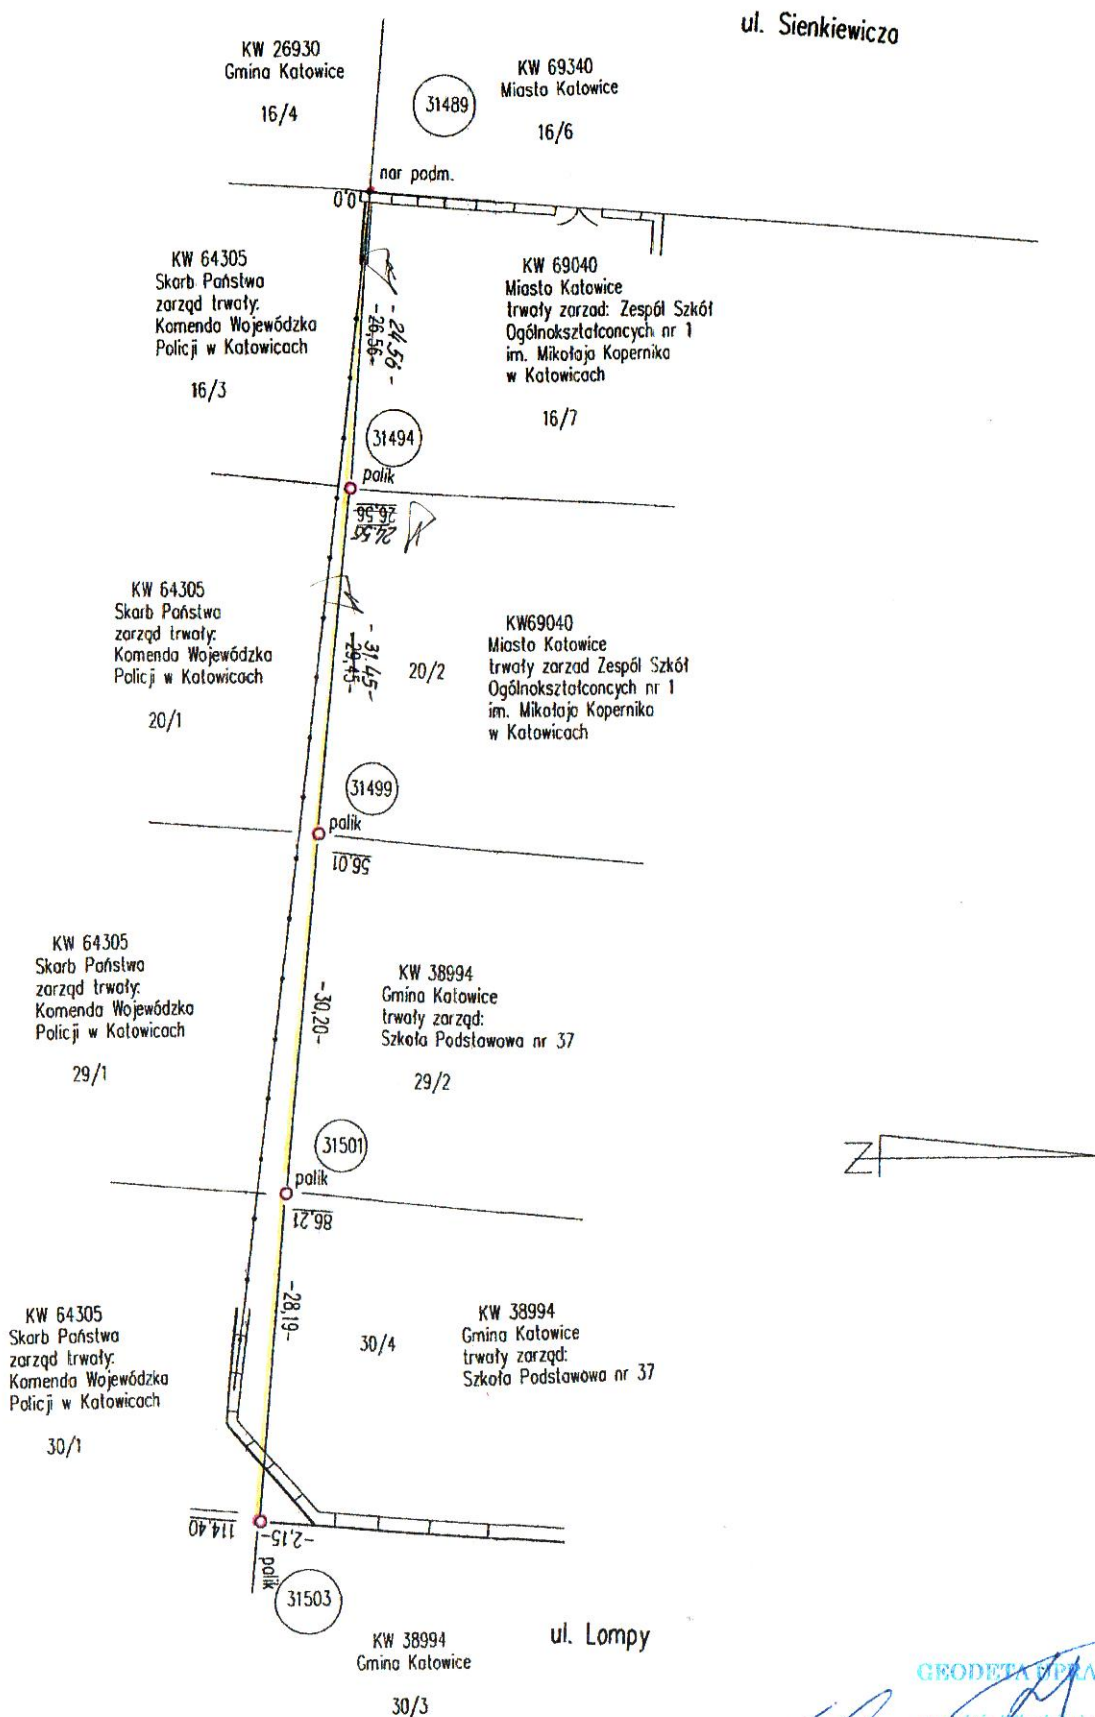 ul. Sienkiewicza
KW 26930
Gmina Katowice
16/4
31489
KW 69340
Miasto Katowice
16/6
nar podm.
0,0
KW 64305
Skarb Państwa
zarząd trwały:
Komenda Wojewódzka
Policji w Katowicach
16/3
-24.56-
-26,56-
KW 69040
Miasto Katowice
trwały zarzad: Zespół Szkół
Ogólnokształconcych nr 1
im. Mikołaja Kopernika
w Katowicach
16/7
31494
palik
26,56
24.56
KW 64305
Skarb Państwa
zarząd trwały:
Komenda Wojewódzka
Policji w Katowicach
20/1
-31.45-
-29,45-
20/2
KW69040
Miasto Katowice
trwały zarzad Zespół Szkół
Ogólnokształconcych nr 1
im. Mikołaja Kopernika
w Katowicach
31499
palik
56,01
KW 64305
Skarb Państwa
zarząd trwały:
Komenda Wojewódzka
Policji w Katowicach
29/1
-30,20-
KW 38994
Gmina Katowice
trwały zarząd:
Szkoła Podstawowa nr 37
29/2
N
31501
palik
86,21
KW 64305
Skarb Państwa
zarząd trwały:
Komenda Wojewódzka
Policji w Katowicach
30/1
-28,19-
30/4
KW 38994
Gmina Katowice
trwały zarząd:
Szkoła Podstawowa nr 37
114,40
-2,15-
palik
31503
KW 38994
Gmina Katowice
30/3
ul. Lompy
GEODETA UPRA